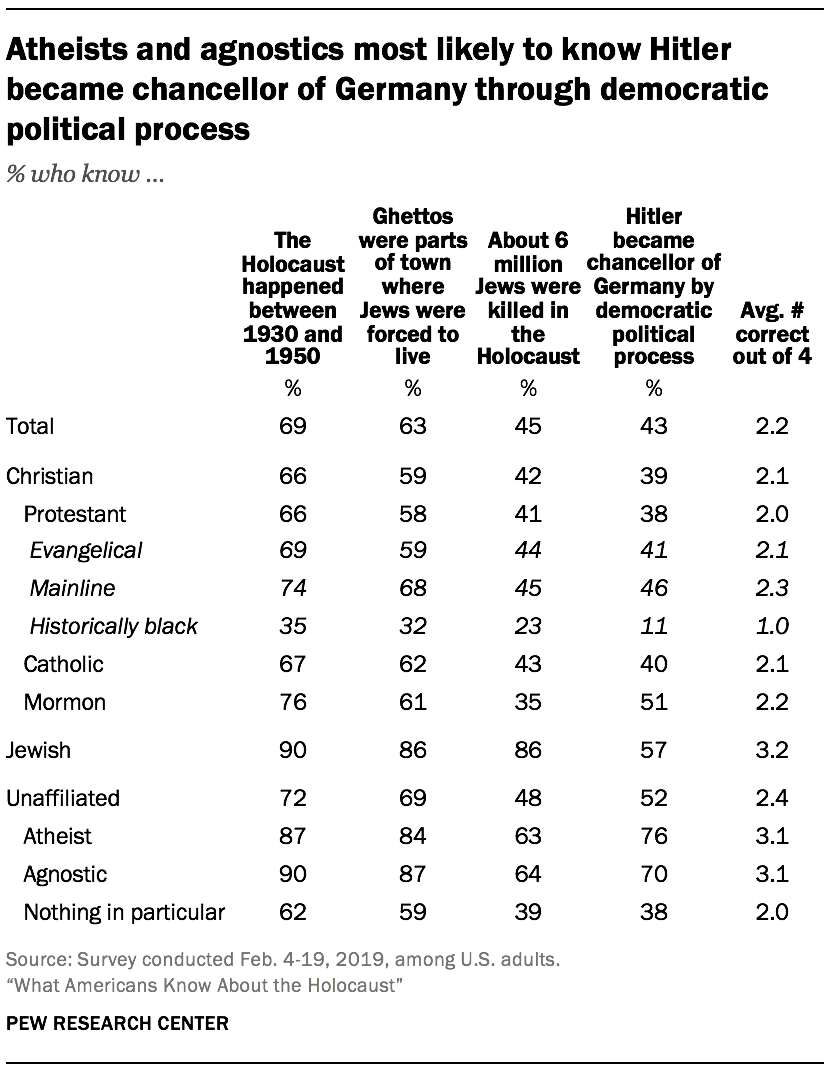 Atheists and agnostics most likely to know Hitler
became chancellor of Germany through democratic
political process
% who know ...
The Holocaust happened between 1930 and 1950
Ghettos were parts of town where Jews were forced to live
About 6 million Jews were killed in the Holocaust
Hitler became chancellor of Germany by democratic political process
Avg. # correct out of 4
% % % %
Total 69 63 45 43 2.2
Christian 66 59 42 39 2.1
Protestant 66 58 41 38 2.0
Evangelical 69 59 44 41 2.1
Mainline 74 68 45 46 2.3
Historically black 35 32 23 11 1.0
Catholic 67 62 43 40 2.1
Mormon 76 61 35 51 2.2
Jewish 90 86 86 57 3.2
Unaffiliated 72 69 48 52 2.4
Atheist 87 84 63 76 3.1
Agnostic 90 87 64 70 3.1
Nothing in particular 62 59 39 38 2.0
Source: Survey conducted Feb. 4-19, 2019, among U.S. adults.
“What Americans Know About the Holocaust”
PEW RESEARCH CENTER